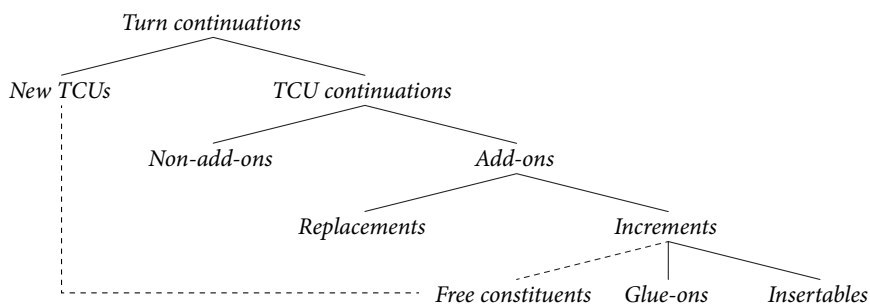 Turn continuations
New TCUs TCU continuations
Non-add-ons Add-ons
Replacements Increments
Free constituents Glue-ons Insertables